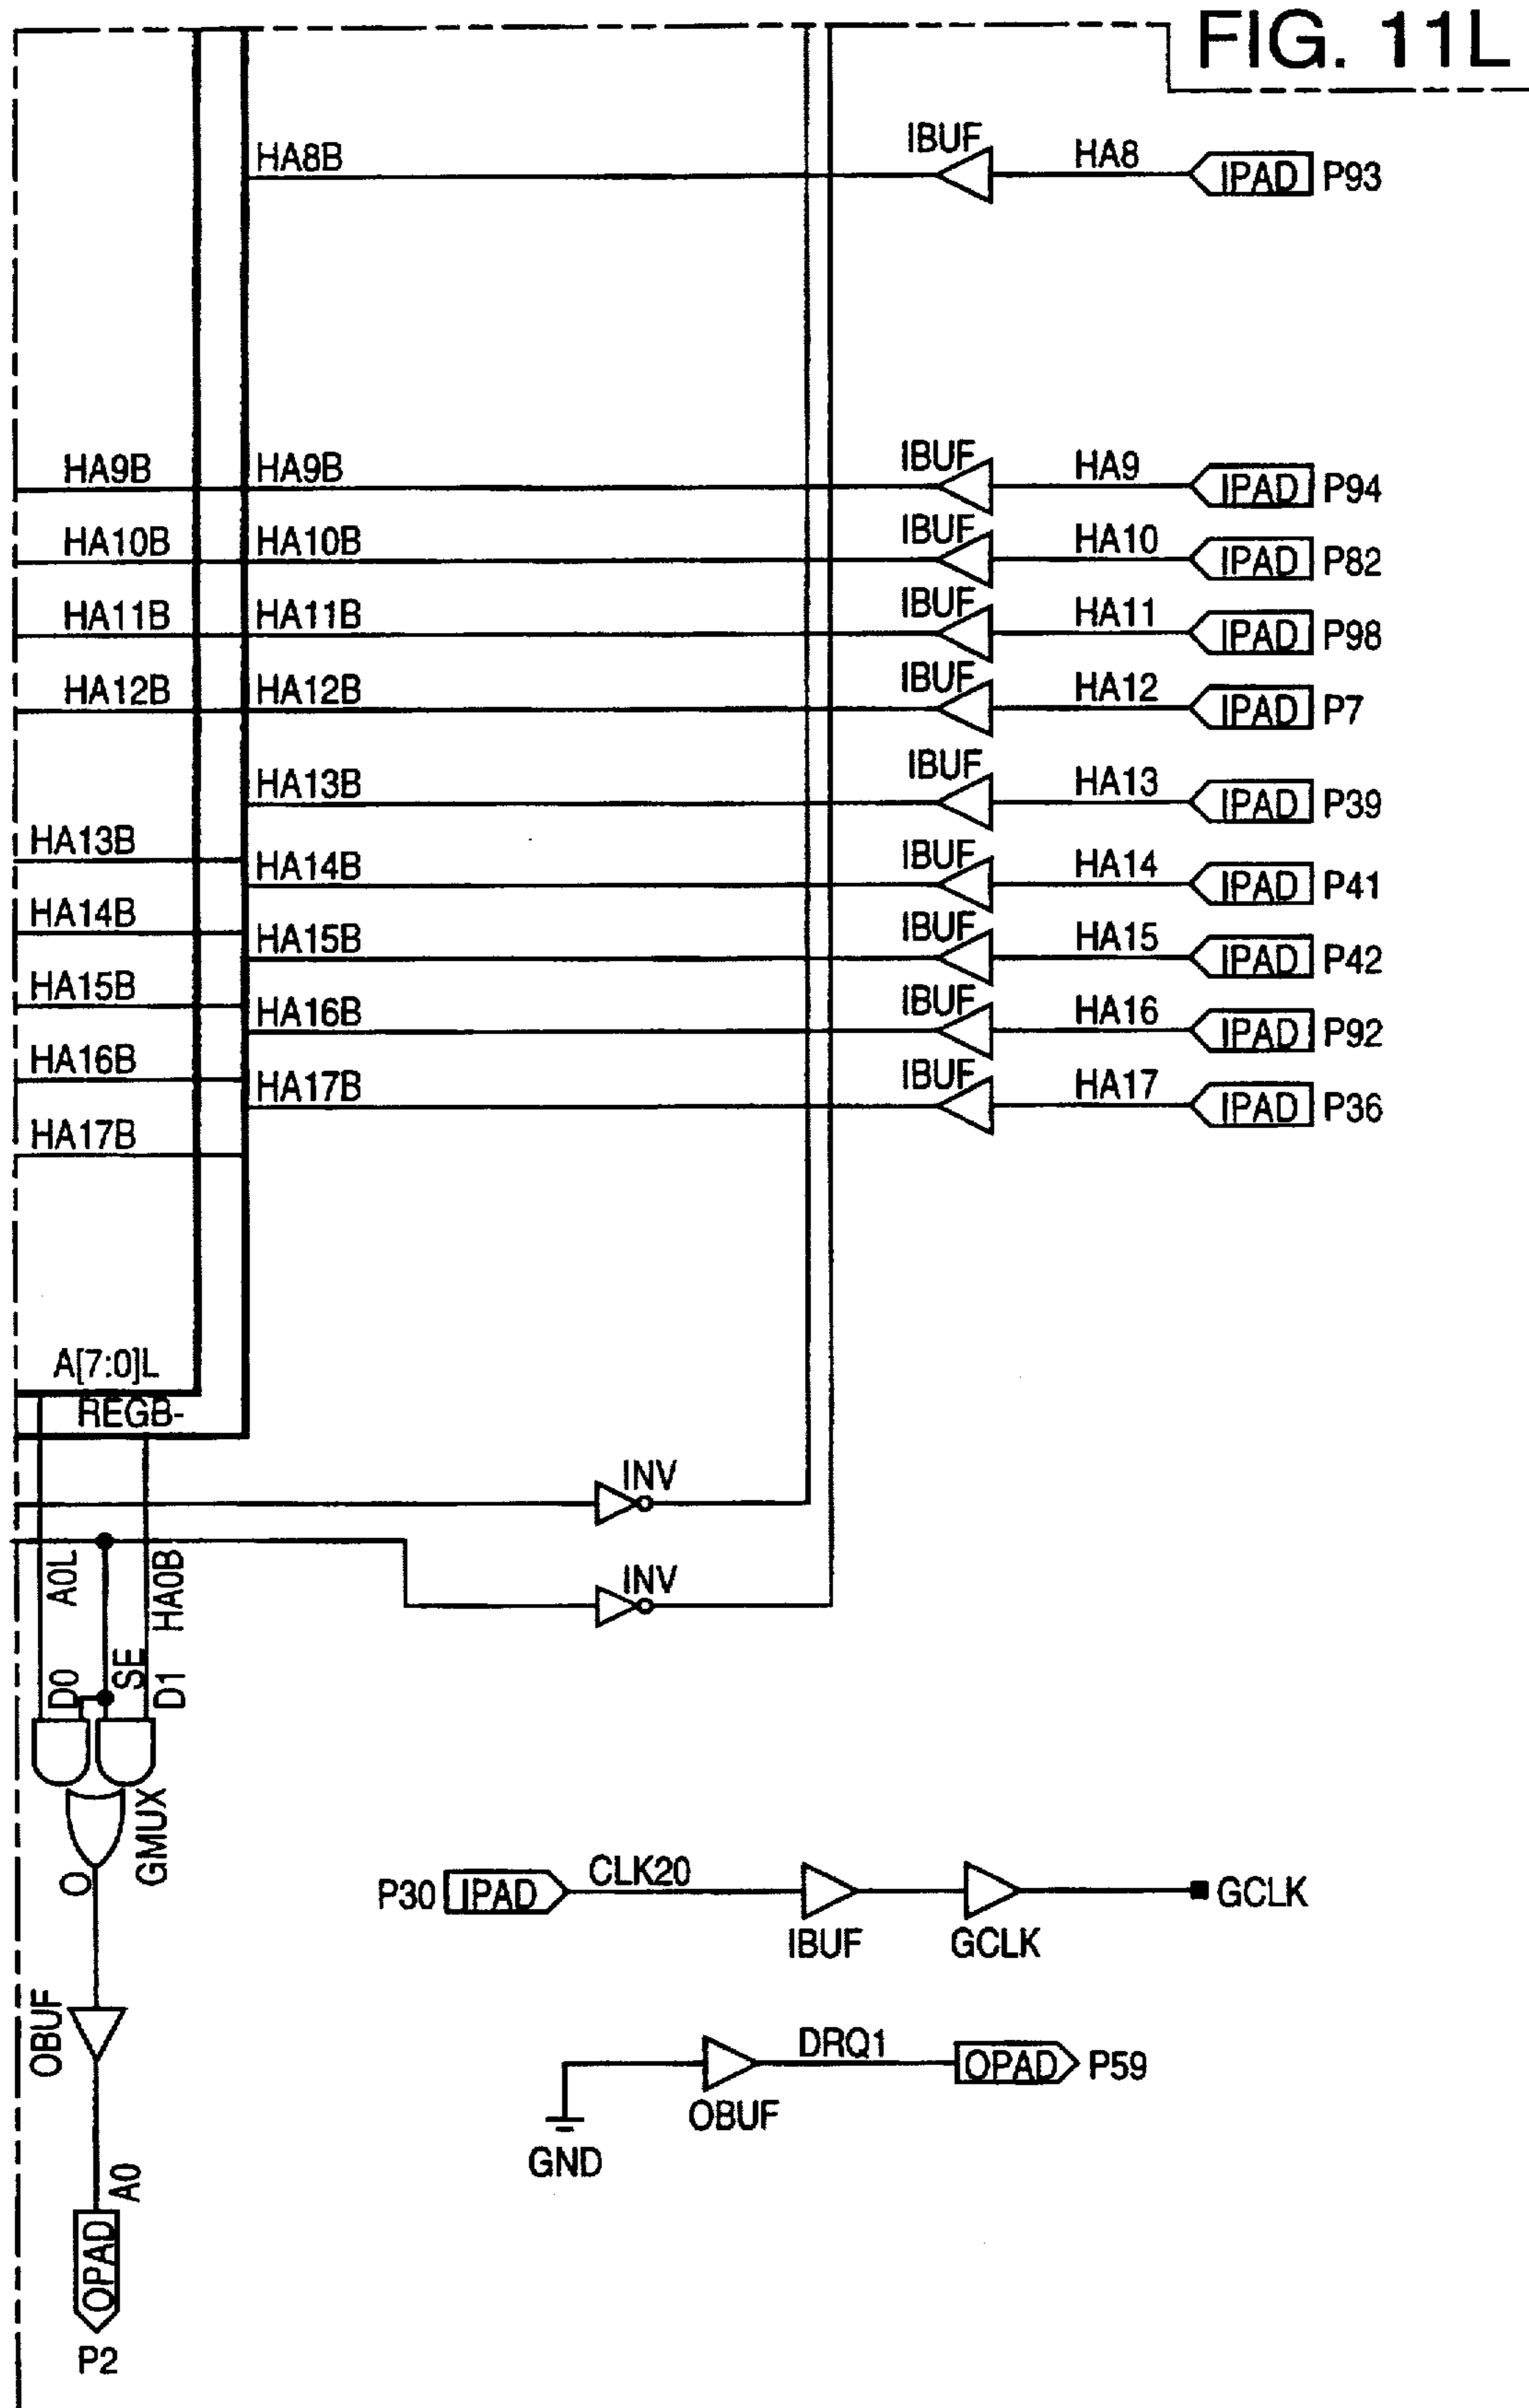 FIG. 11L
HA8B IBUF HA8 IPAD P93
HA9B HA9B IBUF HA9 IPAD P94
HA10B HA10B IBUF HA10 IPAD P82
HA11B HA11B IBUF HA11 IPAD P98
HA12B HA12B IBUF HA12 IPAD P7
HA13B IBUF HA13 IPAD P39
HA13B
HA14B IBUF HA14 IPAD P41
HA14B
HA15B IBUF HA15 IPAD P42
HA15B
HA16B IBUF HA16 IPAD P92
HA16B
HA17B IBUF HA17 IPAD P36
HA17B
A[7:0]L
REGB-
INV
A0L HA0B INV
D0 SE D1
GMUX
O
P30 IPAD CLK20 IBUF GCLK GCLK
OBUF
GND OBUF DRQ1 OPAD P59
A0
OPAD
P2